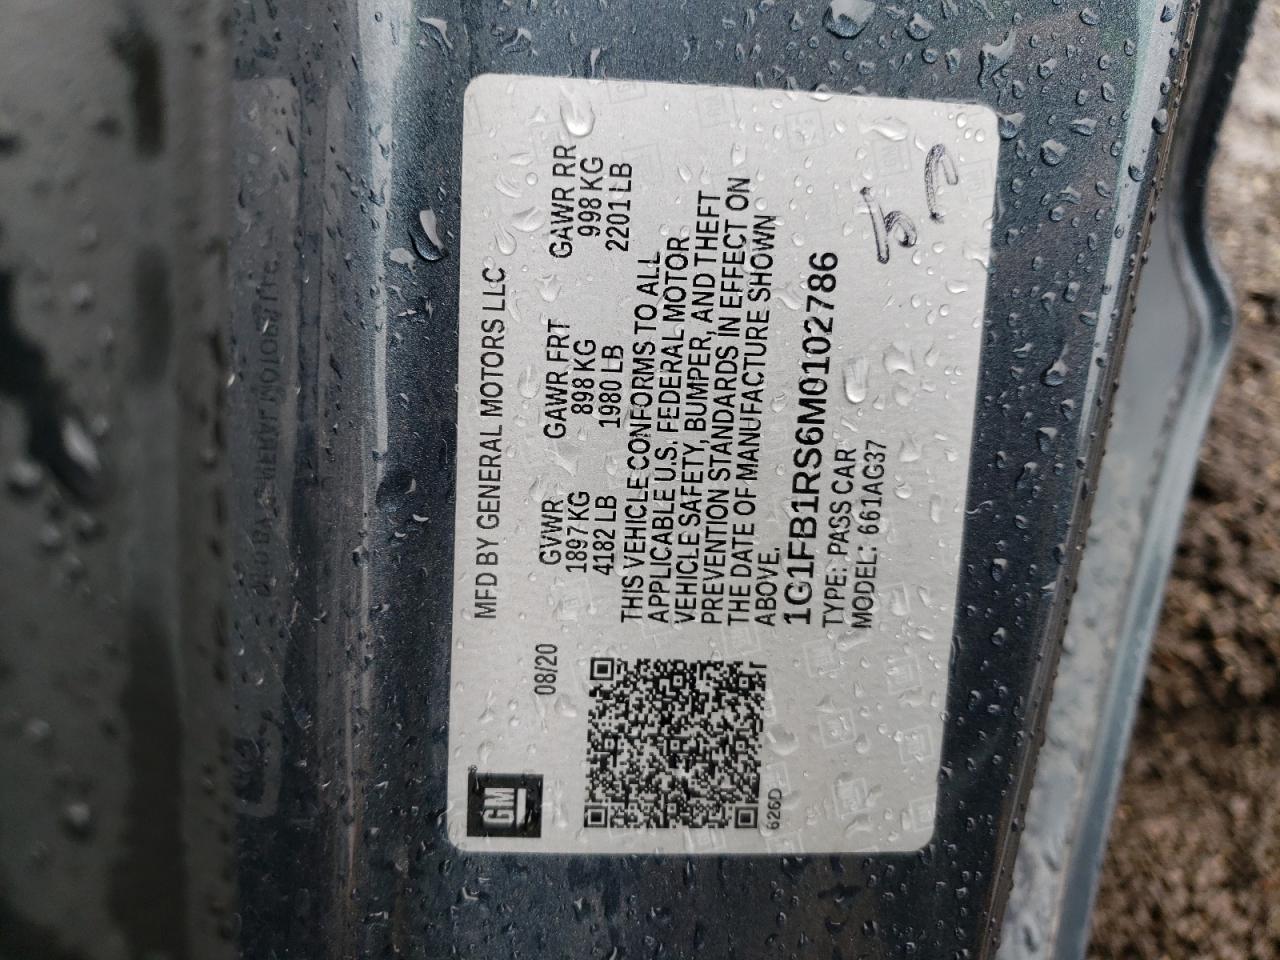 GM
MFD BY GENERAL MOTORS LLC
08/20
GVWR GAWR FRT GAWR RR
1897 KG 898 KG 998 KG
4182 LB 1980 LB 2201 LB
THIS VEHICLE CONFORMS TO ALL
APPLICABLE U.S. FEDERAL MOTOR
VEHICLE SAFETY, BUMPER, AND THEFT
PREVENTION STANDARDS IN EFFECT ON
THE DATE OF MANUFACTURE SHOWN
ABOVE.
1G1FB1RS6M0102786
TYPE: PASS CAR
MODEL: 661AG37
626D